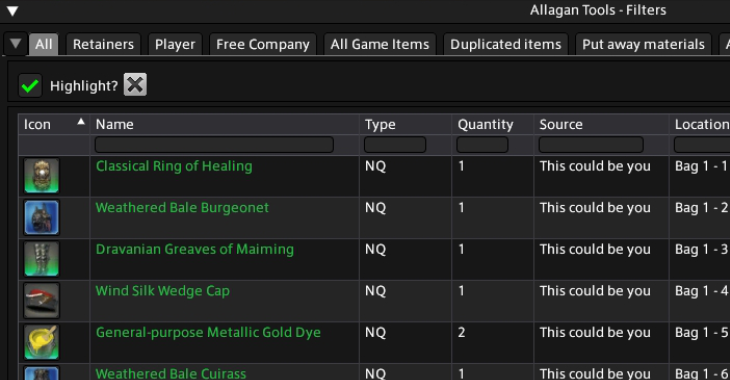 Allagan Tools - Filters
All Retainers Player Free Company All Game Items Duplicated items Put away materials A
Highlight?
Icon Name Type Quantity Source Location
Classical Ring of Healing NQ 1 This could be you Bag 1 - 1
Weathered Bale Burgeonet NQ 1 This could be you Bag 1 - 2
Dravanian Greaves of Maiming NQ 1 This could be you Bag 1 - 3
Wind Silk Wedge Cap NQ 1 This could be you Bag 1 - 4
General-purpose Metallic Gold Dye NQ 2 This could be you Bag 1 - 5
Weathered Bale Cuirass NQ 1 This could be you Bag 1 - 6